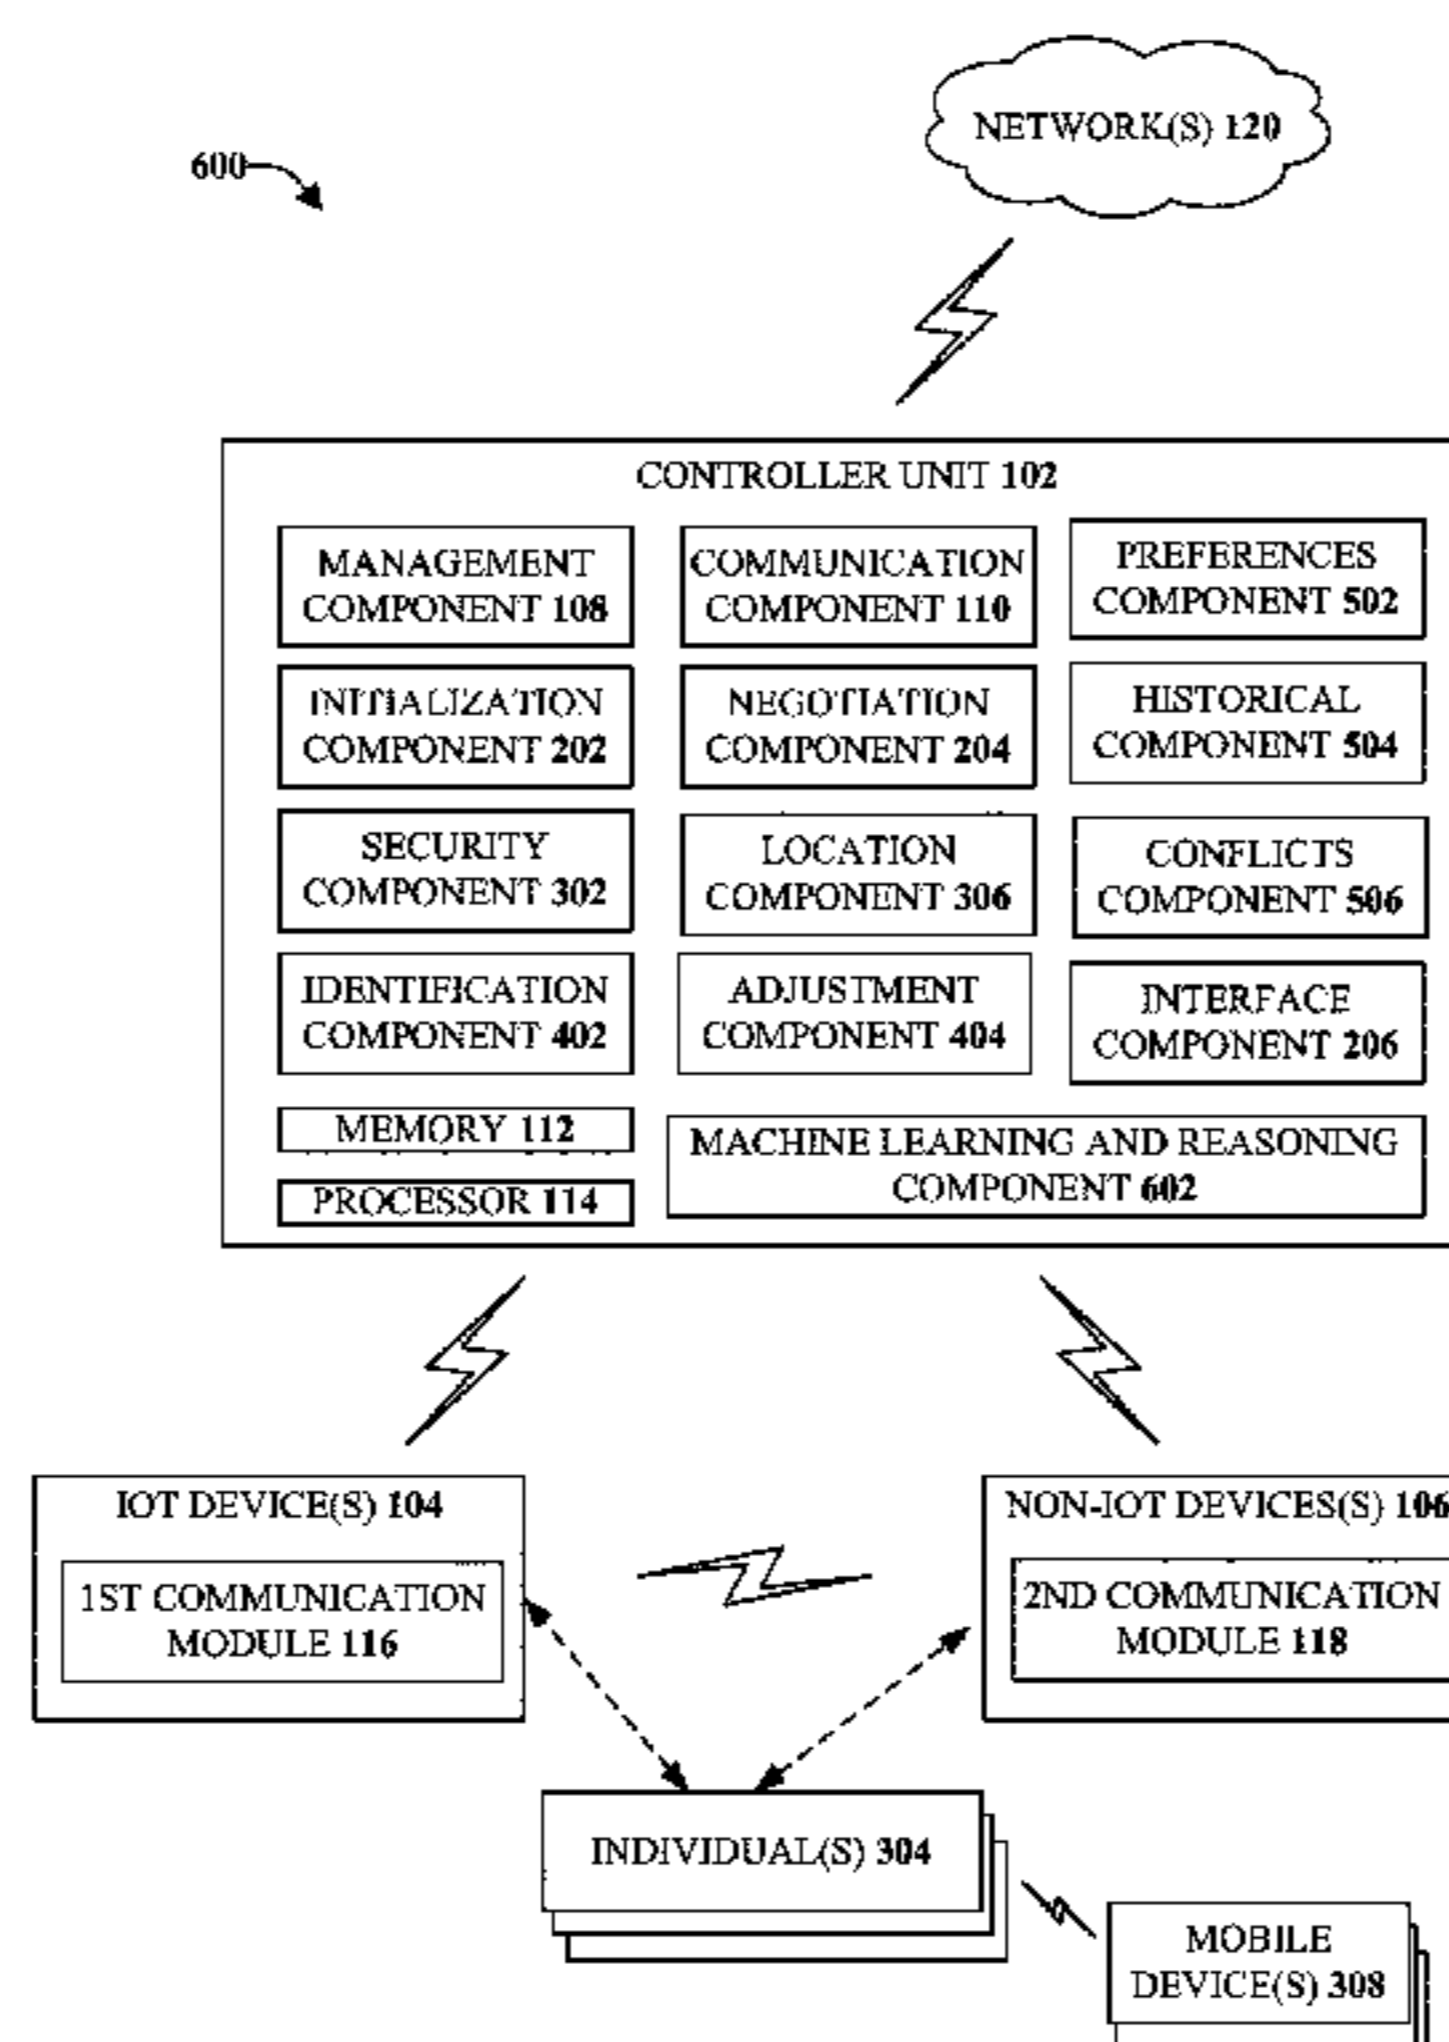 NETWORK(S) 120
600
CONTROLLER UNIT 102
MANAGEMENT
COMPONENT 108
COMMUNICATION
COMPONENT 110
PREFERENCES
COMPONENT 502
INITIALIZATION
COMPONENT 202
NEGOTIATION
COMPONENT 204
HISTORICAL
COMPONENT 504
SECURITY
COMPONENT 302
LOCATION
COMPONENT 306
CONFLICTS
COMPONENT 506
IDENTIFICATION
COMPONENT 402
ADJUSTMENT
COMPONENT 404
INTERFACE
COMPONENT 206
MEMORY 112
PROCESSOR 114
MACHINE LEARNING AND REASONING
COMPONENT 602
IOT DEVICE(S) 104
1ST COMMUNICATION
MODULE 116
NON-IOT DEVICES(S) 106
2ND COMMUNICATION
MODULE 118
INDIVIDUAL(S) 304
MOBILE
DEVICE(S) 308